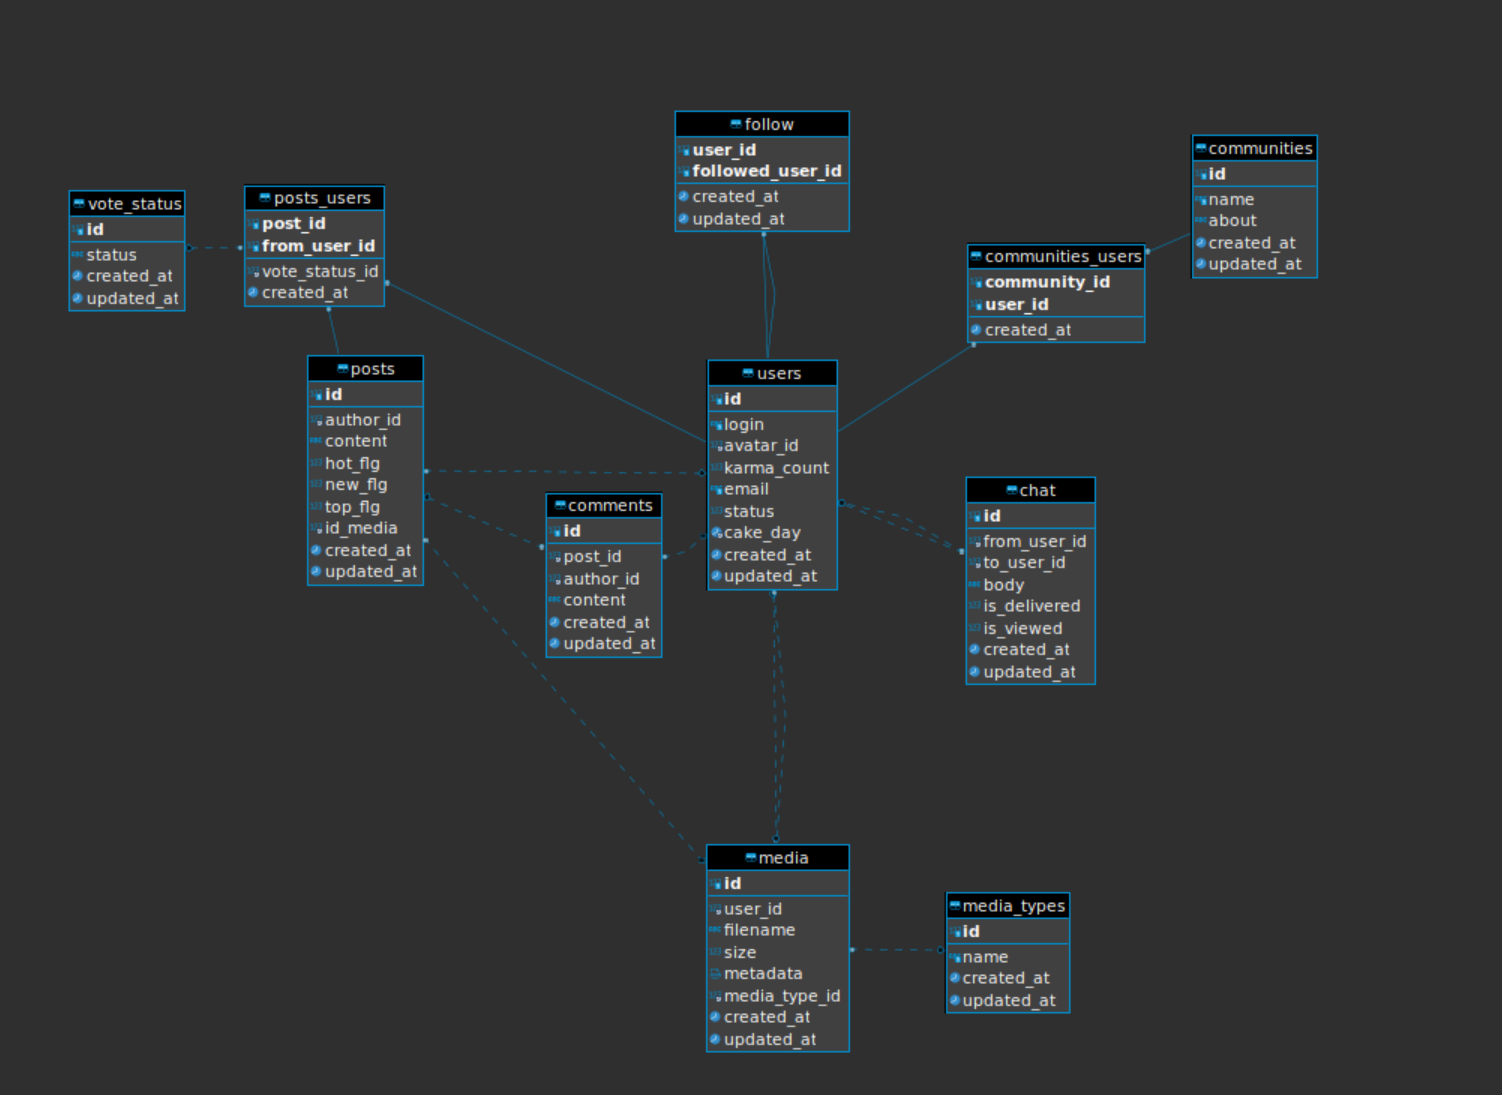 follow
user_id
followed_user_id
created_at
updated_at
communities
id
name
about
created_at
updated_at
vote_status
id
status
created_at
updated_at
posts_users
post_id
from_user_id
vote_status_id
created_at
communities_users
community_id
user_id
created_at
posts
id
author_id
content
hot_flg
new_flg
top_flg
id_media
created_at
updated_at
users
id
login
avatar_id
karma_count
email
status
cake_day
created_at
updated_at
comments
id
post_id
author_id
content
created_at
updated_at
chat
id
from_user_id
to_user_id
body
is_delivered
is_viewed
created_at
updated_at
media
id
user_id
filename
size
metadata
media_type_id
created_at
updated_at
media_types
id
name
created_at
updated_at